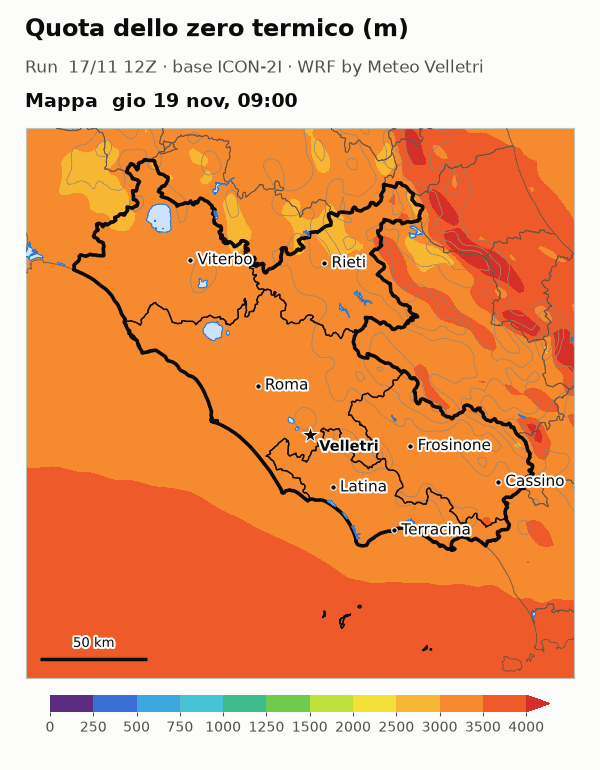 Quota dello zero termico (m)
Run  17/11 12Z · base ICON-2I · WRF by Meteo Velletri
Mappa  gio 19 nov, 09:00
Viterbo
Rieti
Roma
Velletri
Frosinone
Latina
Cassino
Terracina
50 km
0 250 500 750 1000 1250 1500 2000 2500 3000 3500 4000